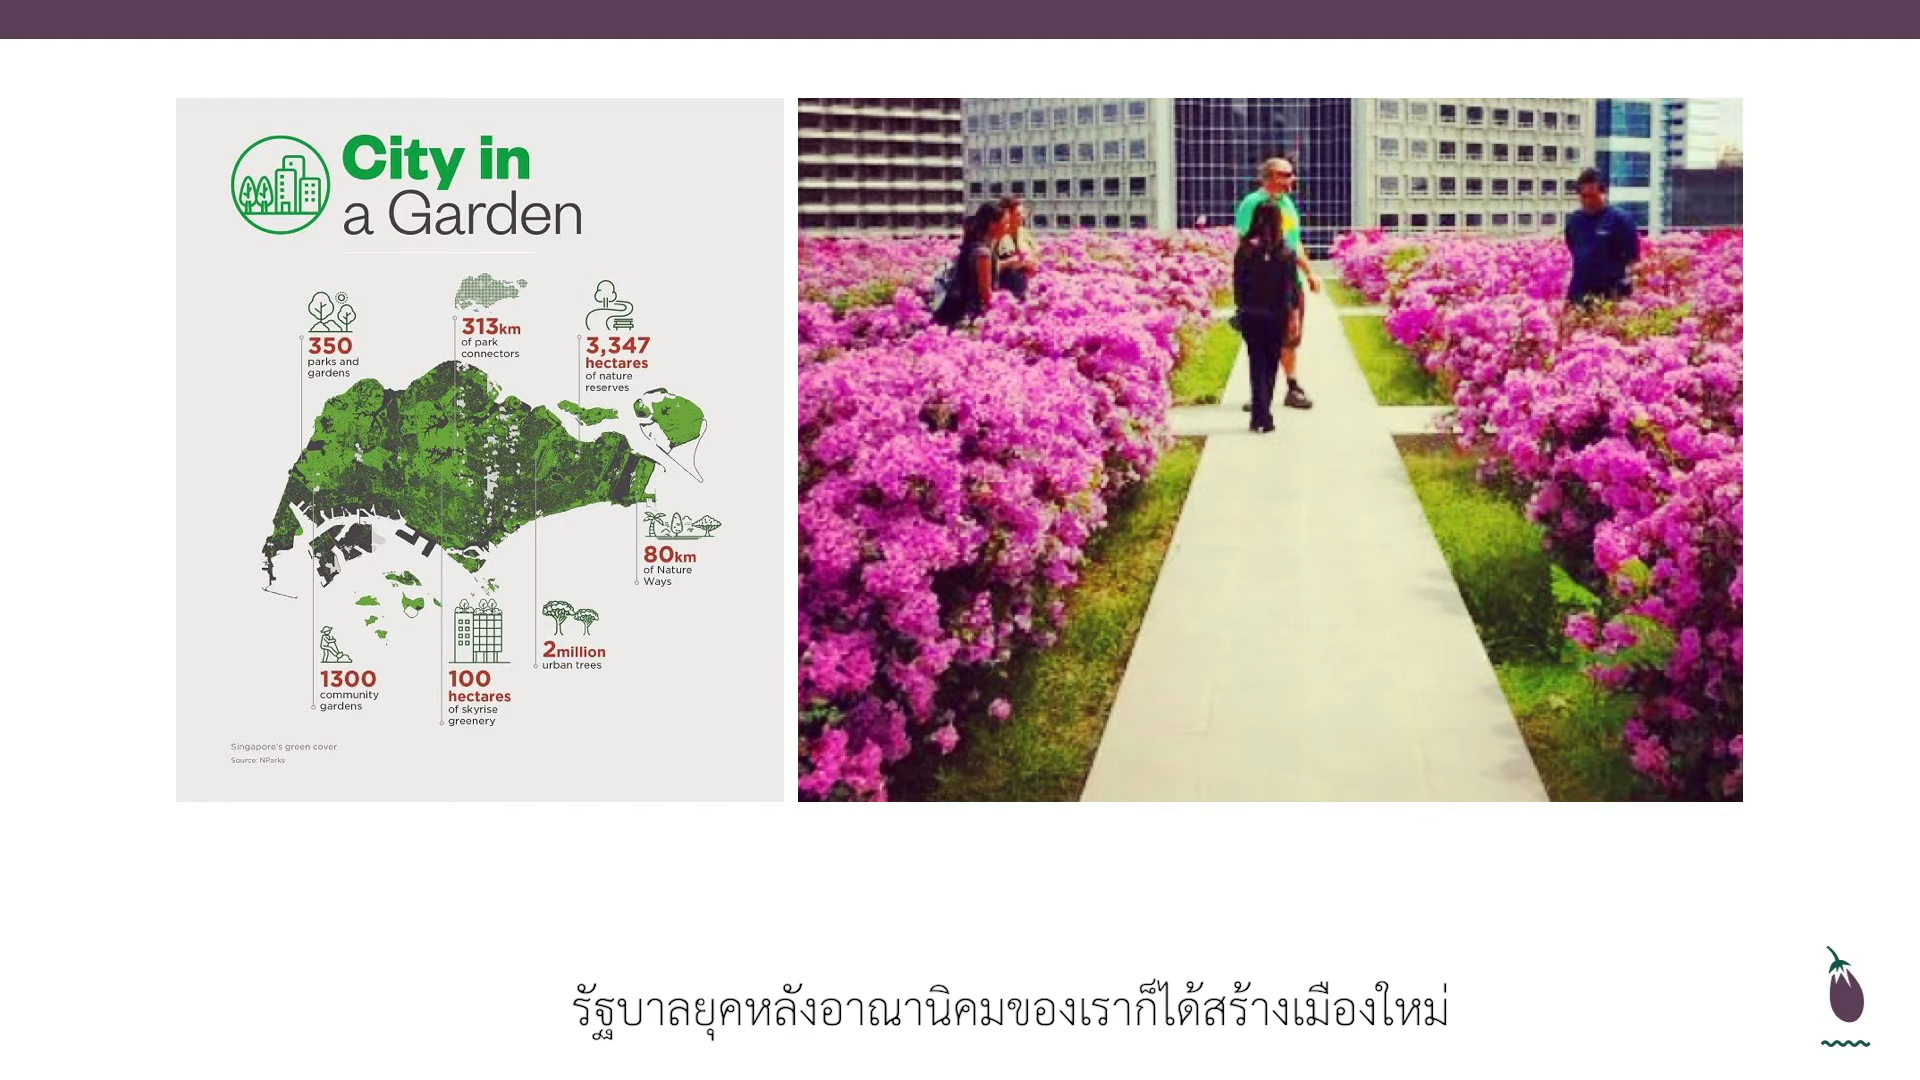 City in
a Garden
350
parks and
gardens
313km
of park
connectors
3,347
hectares
of nature
reserves
80km
of Nature
Ways
1300
community
gardens
100
hectares
of skyrise
greenery
2million
urban trees
Singapore's green cover
Source: NParks
รัฐบาลยุคหลังอาณานิคมของเราก็ได้สร้างเมืองใหม่